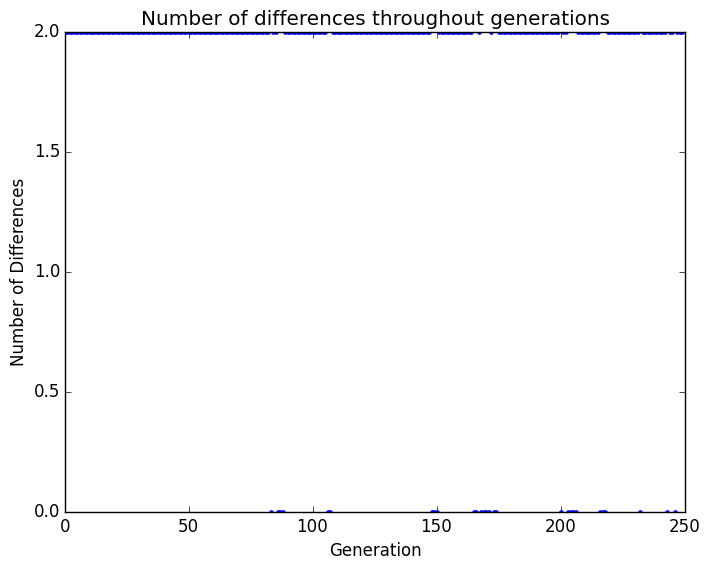 Number of differences throughout generations
2.0
1.5
1.0
0.5
0.0
Number of Differences
0 50 100 150 200 250
Generation